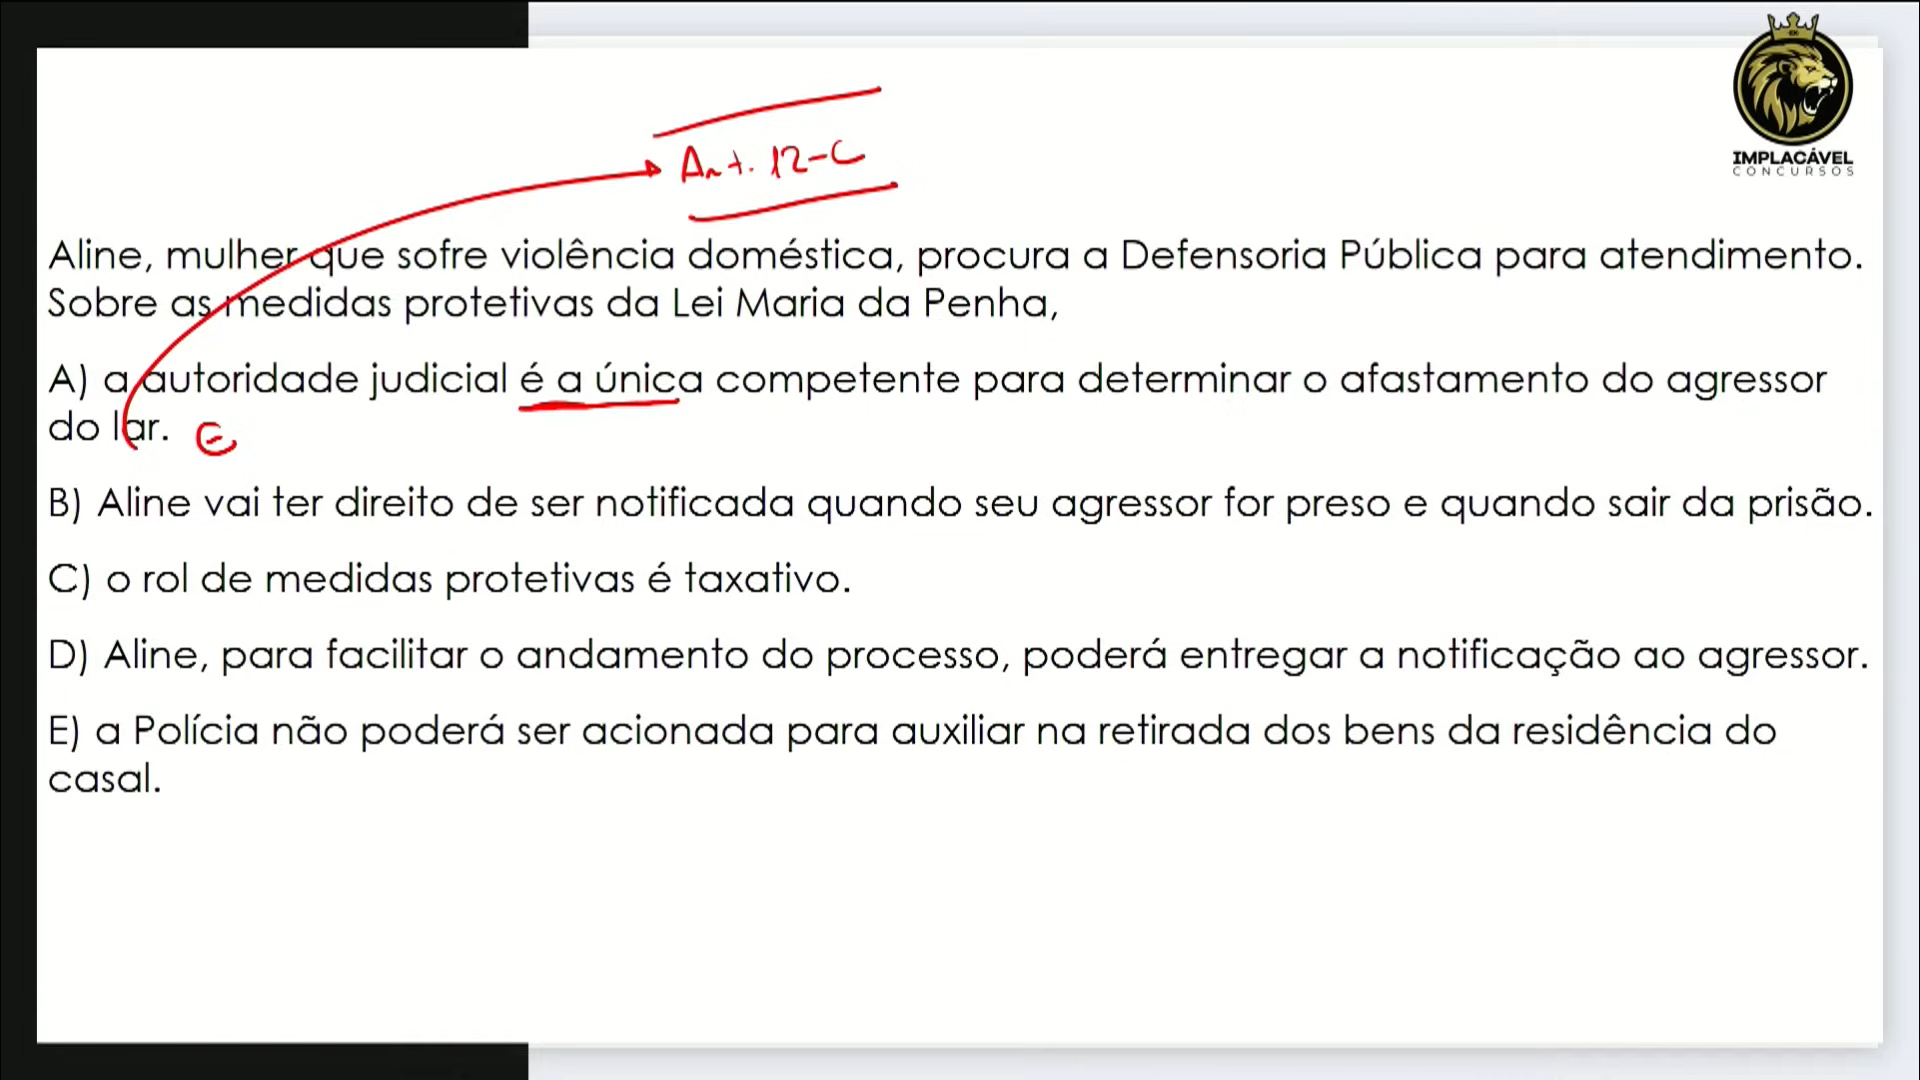 IMPLACÁVEL
CONCURSOS
Art. 12-C
Aline, mulher que sofre violência doméstica, procura a Defensoria Pública para atendimento.
Sobre as medidas protetivas da Lei Maria da Penha,
A) a autoridade judicial é a única competente para determinar o afastamento do agressor
do lar. E
B) Aline vai ter direito de ser notificada quando seu agressor for preso e quando sair da prisão.
C) o rol de medidas protetivas é taxativo.
D) Aline, para facilitar o andamento do processo, poderá entregar a notificação ao agressor.
E) a Polícia não poderá ser acionada para auxiliar na retirada dos bens da residência do
casal.